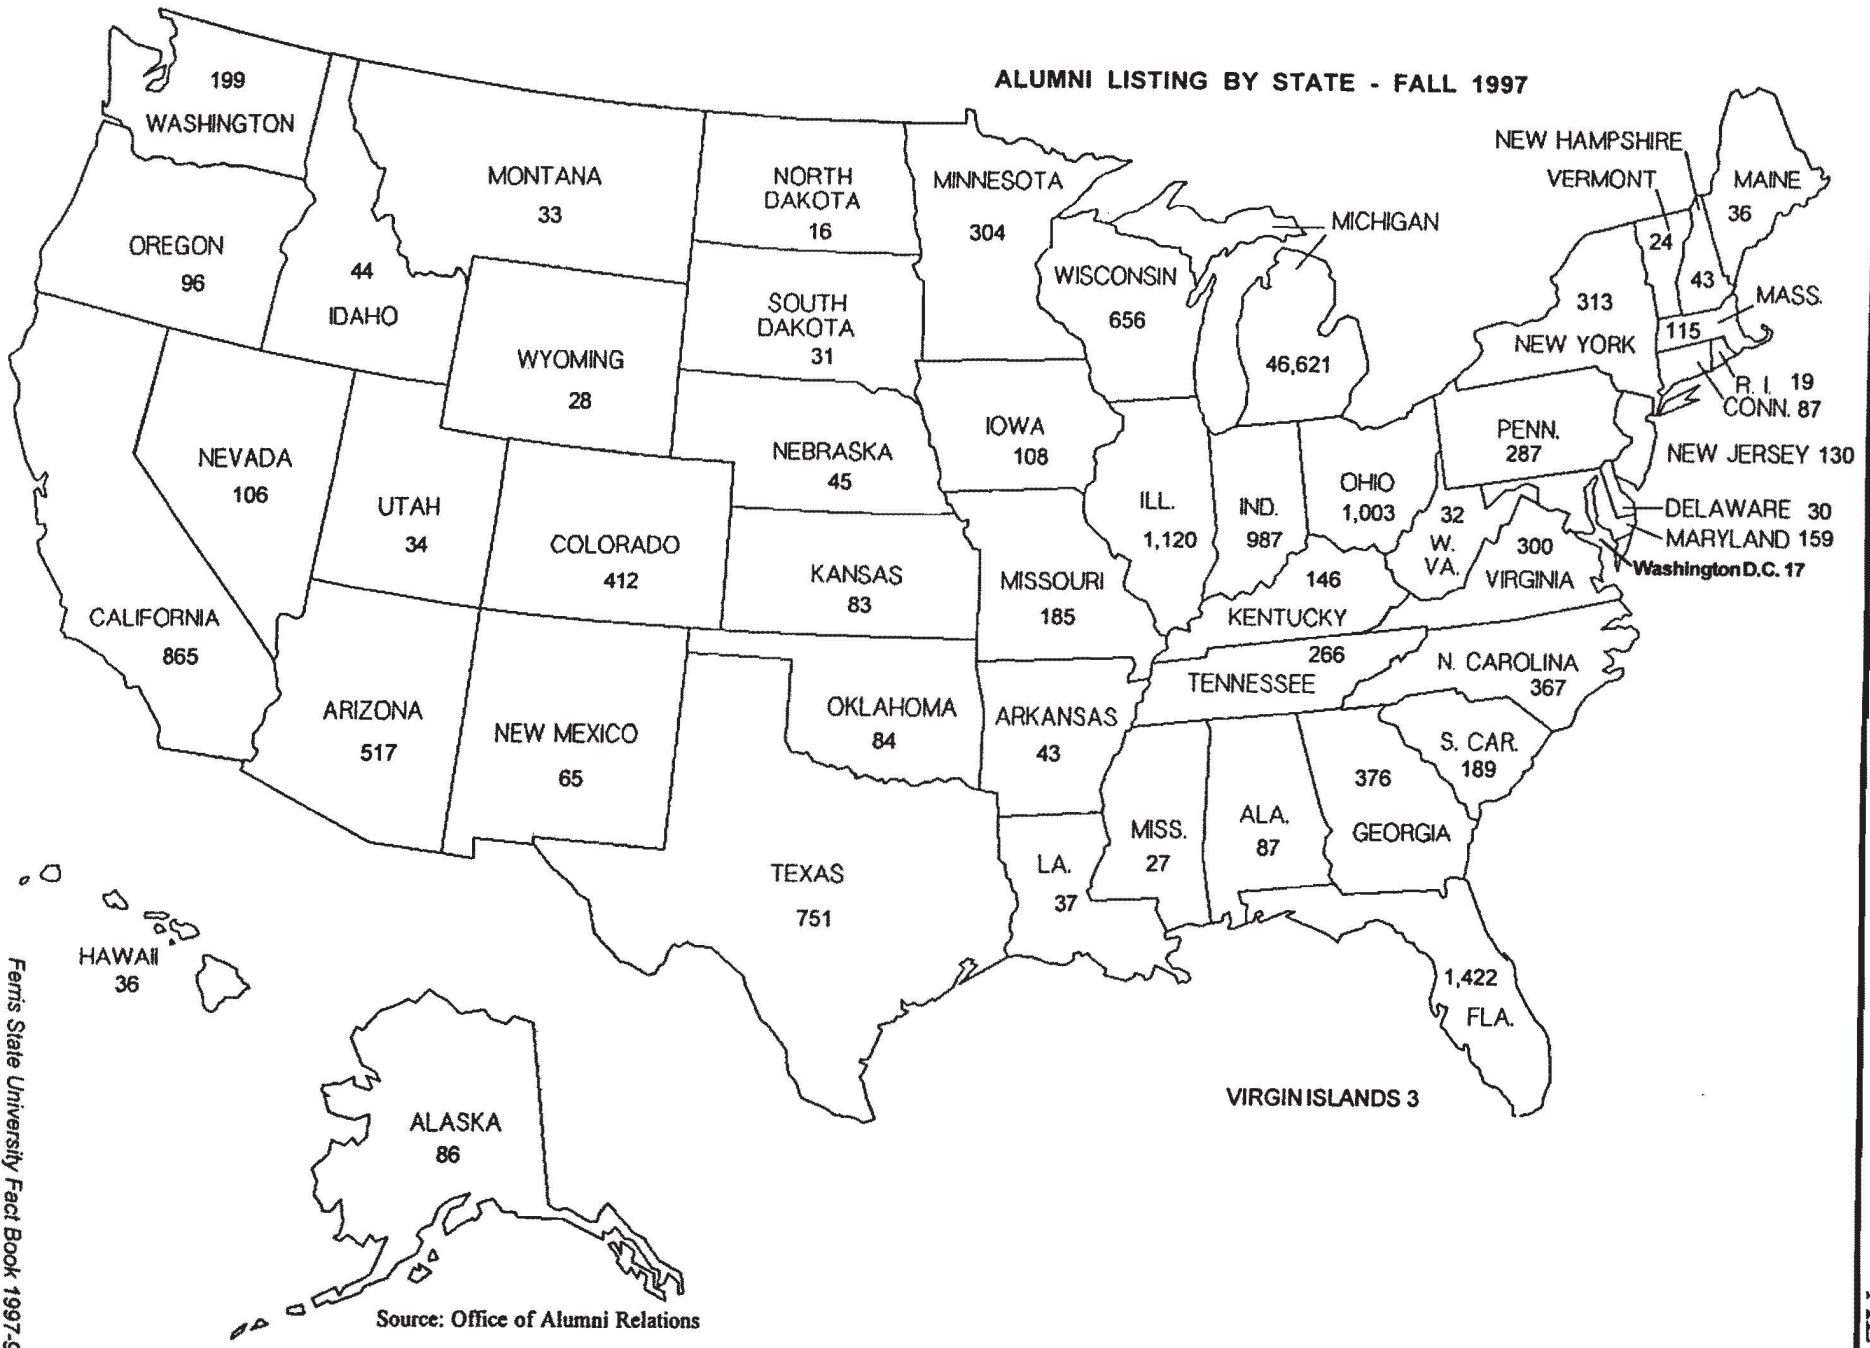 ALUMNI LISTING BY STATE - FALL 1997
199
WASHINGTON
OREGON
96
44
IDAHO
MONTANA
33
NORTH
DAKOTA
16
MINNESOTA
304
SOUTH
DAKOTA
31
WYOMING
28
WISCONSIN
656
MICHIGAN
46,621
NEW HAMPSHIRE
VERMONT
MAINE
36
24
43
MASS.
115
313
NEW YORK
R. I. 19
CONN. 87
PENN.
287
NEW JERSEY 130
DELAWARE 30
MARYLAND 159
Washington D.C. 17
NEVADA
106
UTAH
34
COLORADO
412
NEBRASKA
45
IOWA
108
ILL.
1,120
IND.
987
OHIO
1,003
32
W.
VA.
300
VIRGINIA
CALIFORNIA
865
KANSAS
83
MISSOURI
185
146
KENTUCKY
266
TENNESSEE
N. CAROLINA
367
ARIZONA
517
NEW MEXICO
65
OKLAHOMA
84
ARKANSAS
43
S. CAR.
189
TEXAS
751
LA.
37
MISS.
27
ALA.
87
376
GEORGIA
1,422
FLA.
HAWAII
36
ALASKA
86
VIRGIN ISLANDS 3
Source: Office of Alumni Relations
Ferris State University Fact Book 1997-9